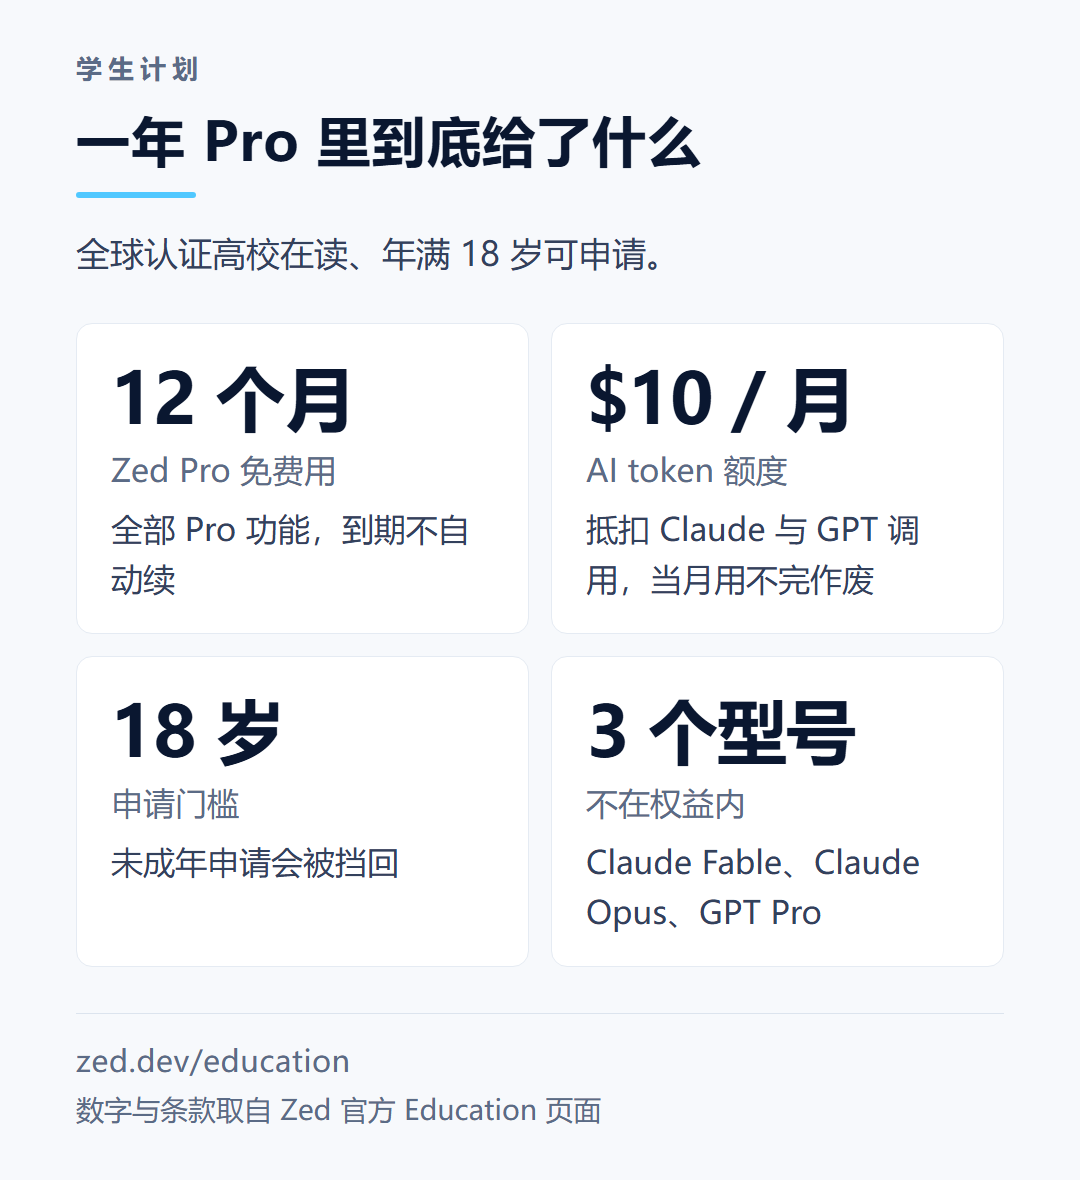 学生计划
一年 Pro 里到底给了什么
全球认证高校在读、年满 18 岁可申请。
12 个月
Zed Pro 免费用
全部 Pro 功能，到期不自
动续
$10 / 月
AI token 额度
抵扣 Claude 与 GPT 调
用，当月用不完作废
18 岁
申请门槛
未成年申请会被挡回
3 个型号
不在权益内
Claude Fable、Claude
Opus、GPT Pro
zed.dev/education
数字与条款取自 Zed 官方 Education 页面